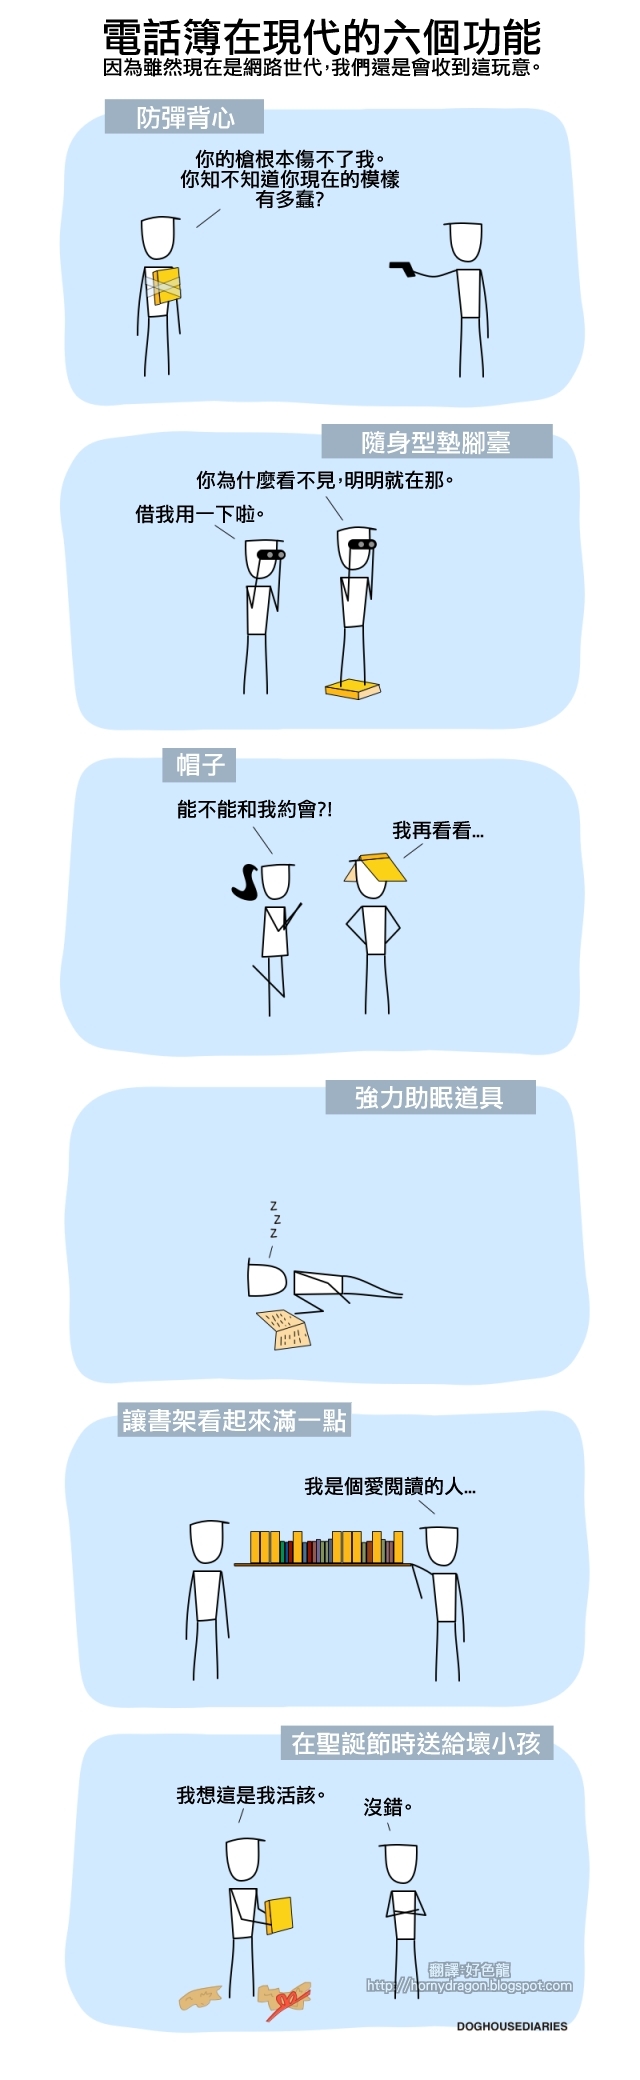 電話簿在現代的六個功能
因為雖然現在是網路世代,我們還是會收到這玩意。
防彈背心
你的槍根本傷不了我。
你知不知道你現在的模樣
有多蠢?
隨身型墊腳臺
你為什麼看不見,明明就在那。
借我用一下啦。
帽子
能不能和我約會?!
我再看看...
強力助眠道具
z
z
z
讓書架看起來滿一點
我是個愛閱讀的人...
在聖誕節時送給壞小孩
我想這是我活該。
沒錯。
翻譯:好色龍
http://hornydragon.blogspot.com
DOGHOUSEDIARIES